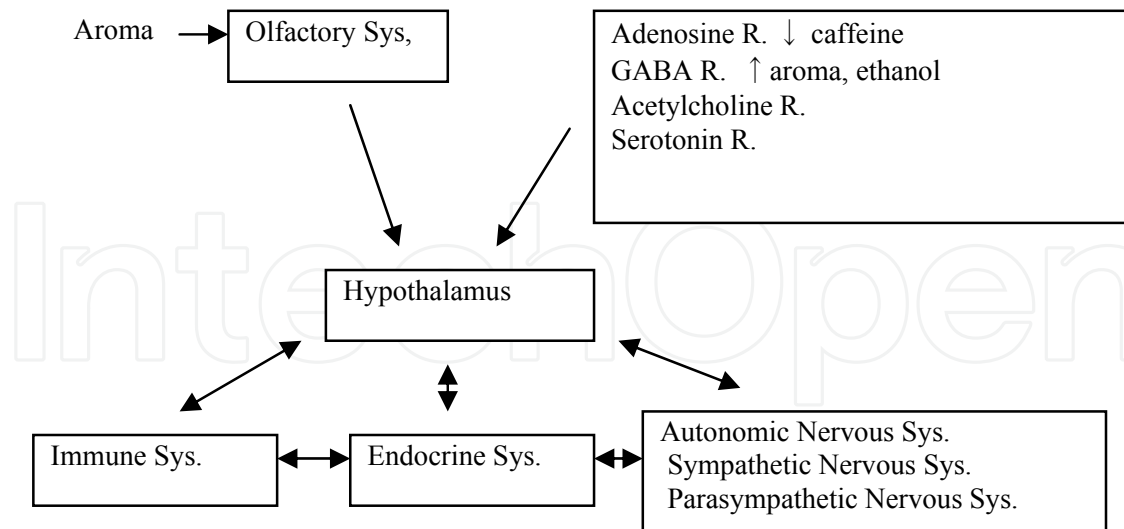 Aroma
Olfactory Sys,
Adenosine R. ↓ caffeine
GABA R. ↑ aroma, ethanol
Acetylcholine R.
Serotonin R.
IntechOpen
Hypothalamus
Immune Sys.
Endocrine Sys.
Autonomic Nervous Sys.
Sympathetic Nervous Sys.
Parasympathetic Nervous Sys.